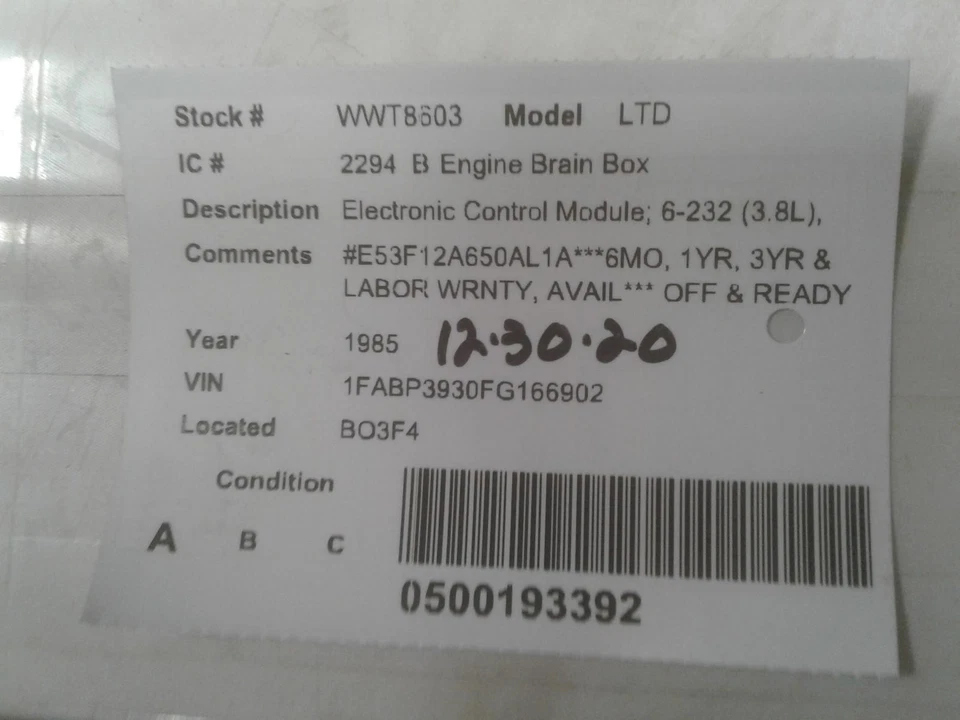 Stock # WWT8603 Model LTD
IC # 2294 B Engine Brain Box
Description Electronic Control Module; 6-232 (3.8L),
Comments #E53F12A650AL1A***6MO, 1YR, 3YR &
LABOR WRNTY, AVAIL*** OFF & READY
Year 1985 12·30·20
VIN 1FABP3930FG166902
Located BO3F4
Condition
A B C
0500193392